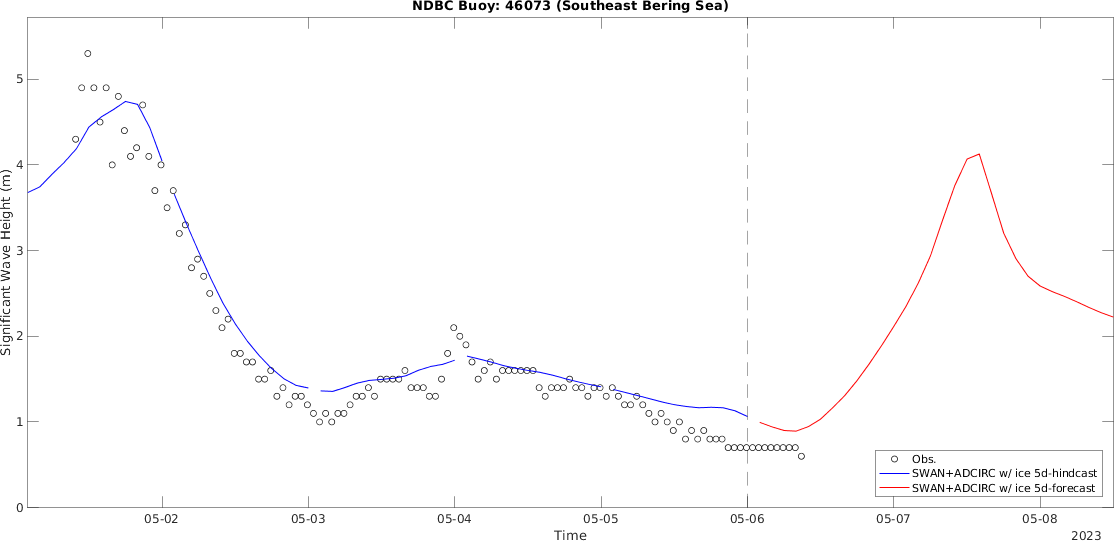 NDBC Buoy: 46073 (Southeast Bering Sea)
Significant Wave Height (m)
5
4
3
2
1
0
05-02
05-03
05-04
05-05
05-06
05-07
05-08
Time
2023
Obs.
SWAN+ADCIRC w/ ice 5d-hindcast
SWAN+ADCIRC w/ ice 5d-forecast